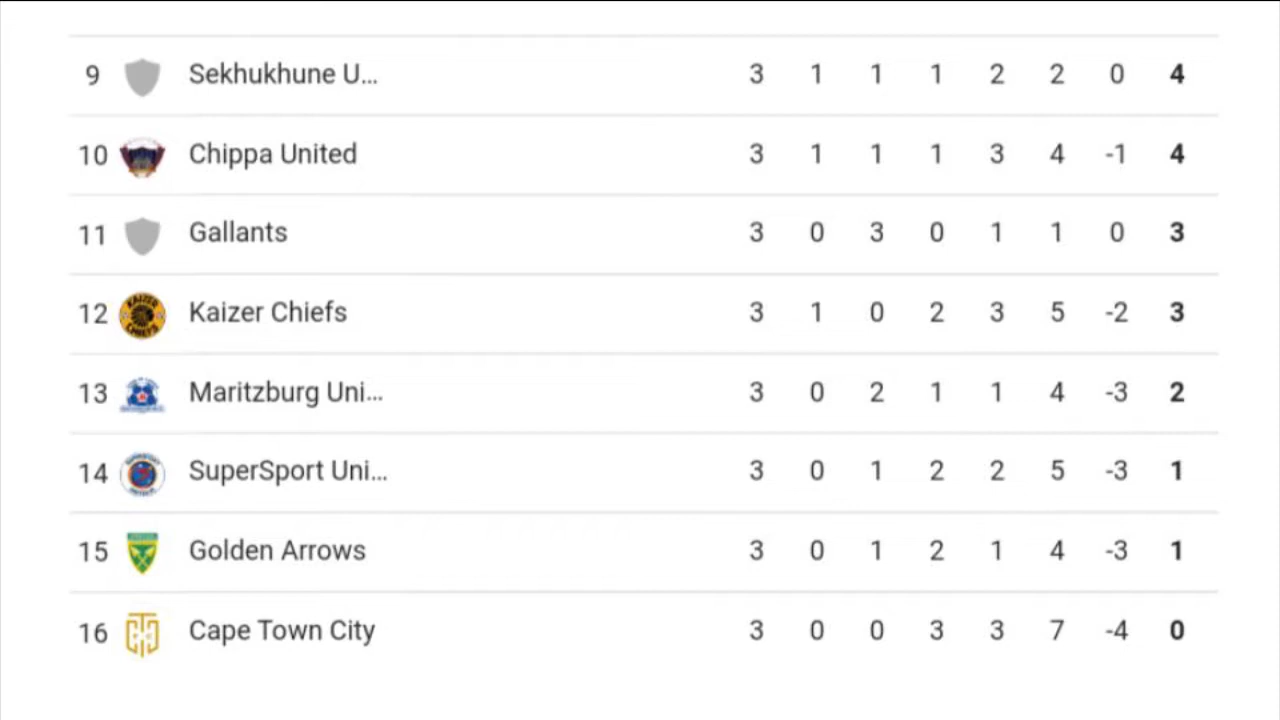 9 Sekhukhune U... 3 1 1 1 2 2 0 4
10 Chippa United 3 1 1 1 3 4 -1 4
11 Gallants 3 0 3 0 1 1 0 3
12 KAIZER CHIEFS Kaizer Chiefs 3 1 0 2 3 5 -2 3
13 Maritzburg Uni... 3 0 2 1 1 4 -3 2
14 SuperSport Uni... 3 0 1 2 2 5 -3 1
15 Golden Arrows 3 0 1 2 1 4 -3 1
16 Cape Town City 3 0 0 3 3 7 -4 0